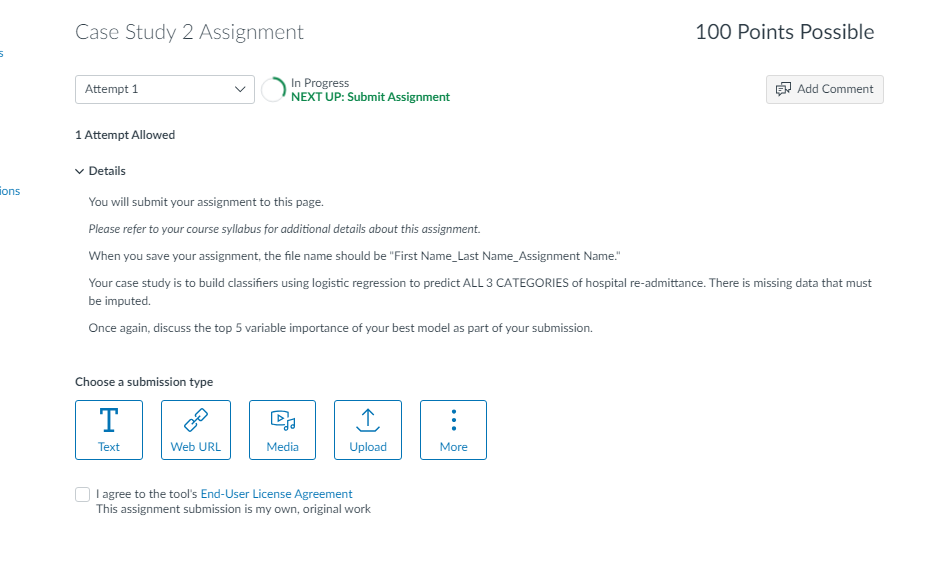 Case Study 2 Assignment
100 Points Possible
s
Attempt 1
In Progress
NEXT UP: Submit Assignment
Add Comment
1 Attempt Allowed
ions
Details
You will submit your assignment to this page.
Please refer to your course syllabus for additional details about this assignment.
When you save your assignment, the file name should be "First Name_Last Name_Assignment Name."
Your case study is to build classifiers using logistic regression to predict ALL 3 CATEGORIES of hospital re-admittance. There is missing data that must
be imputed.
Once again, discuss the top 5 variable importance of your best model as part of your submission.
Choose a submission type
Text
Web URL
Media
Upload
More
I agree to the tool's End-User License Agreement
This assignment submission is my own, original work